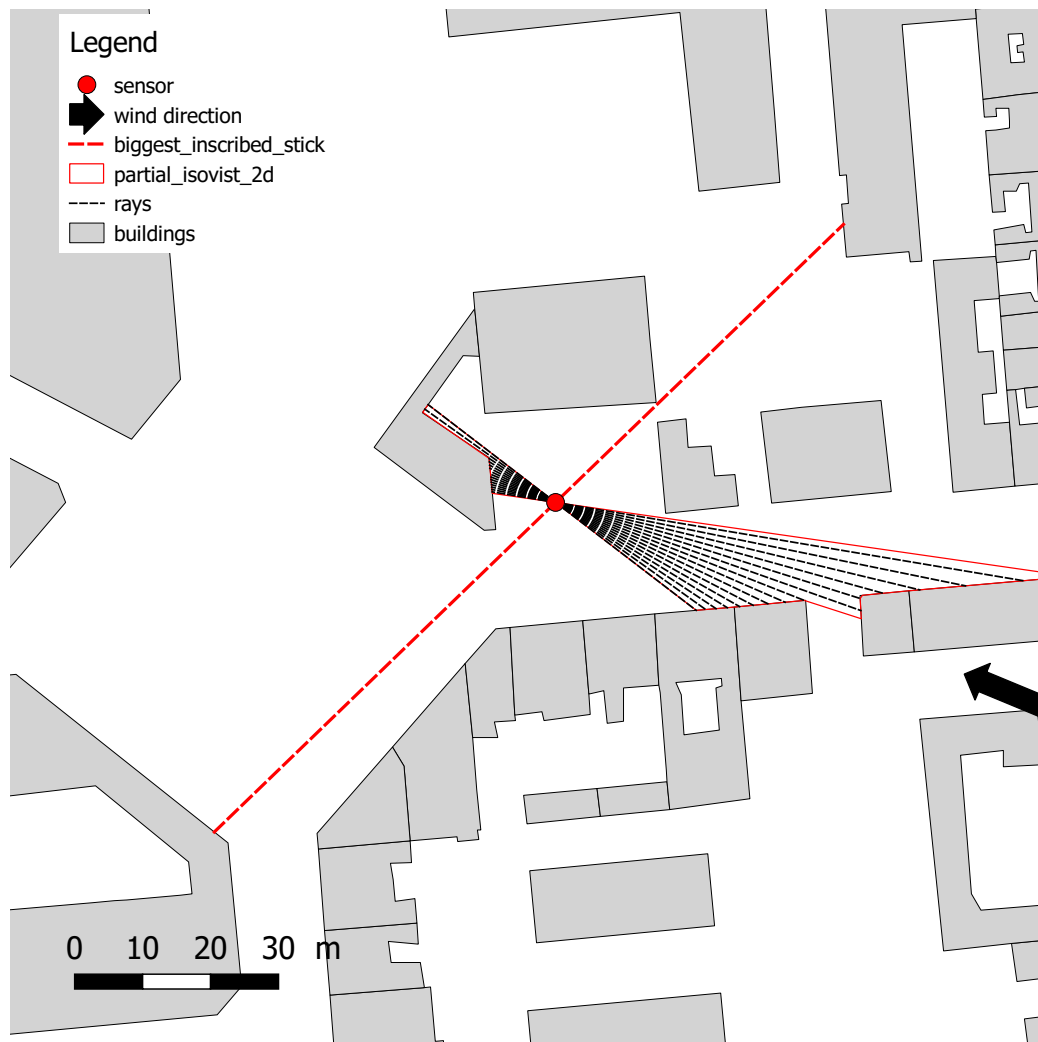 Legend
sensor
wind direction
biggest_inscribed_stick
partial_isovist_2d
rays
buildings
0 10 20 30 m